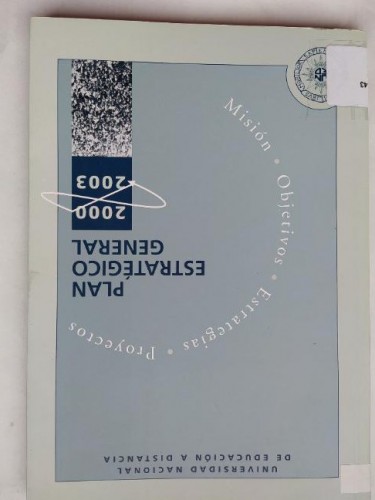 UNIVERSIDAD NACIONAL
DE EDUCACIÓN A DISTANCIA
PLAN
ESTRATÉGICO
GENERAL
2000
2003
Misión • Objetivos • Estrategias • Proyectos